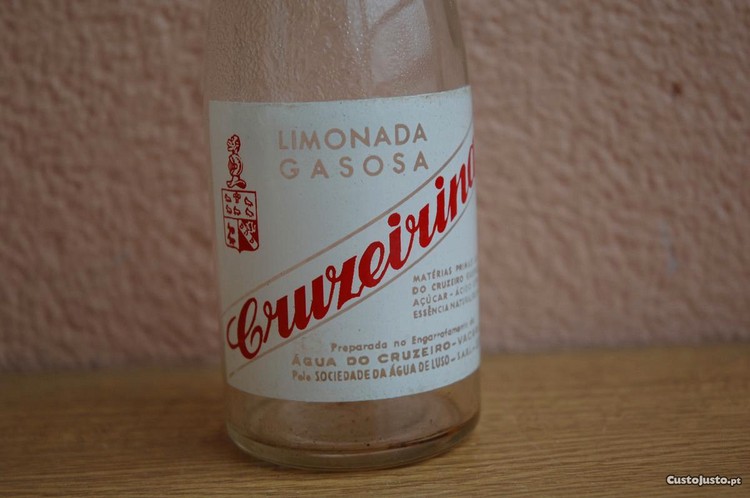 LIMONADA
GASOSA
Cruzeirina
MATÉRIAS
DO CRUZEIRO
AÇÚCAR -
ESSÊNCIA
Preparada no Engarrafamento
ÁGUA DO CRUZEIRO-
Pela SOCIEDADE DA ÁGUA DE LUSO-
CustoJusto.pt